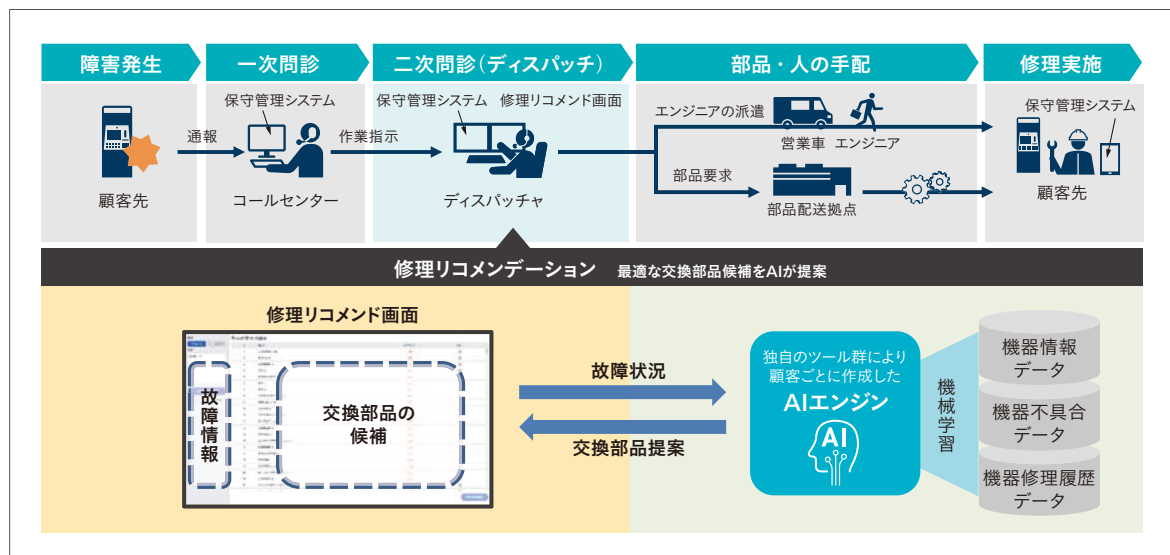 障害発生
一次問診
二次問診(ディスパッチ)
部品・人の手配
修理実施
保守管理システム
保守管理システム 修理リコメンド画面
エンジニアの派遣
保守管理システム
通報
作業指示
営業車 エンジニア
部品要求
顧客先
コールセンター
ディスパッチャ
部品配送拠点
顧客先
修理リコメンデーション 最適な交換部品候補をAIが提案
修理リコメンド画面
故障情報
交換部品の
候補
故障状況
交換部品提案
独自のツール群により
顧客ごとに作成した
AIエンジン
AI
機械学習
機器情報
データ
機器不具合
データ
機器修理履歴
データ